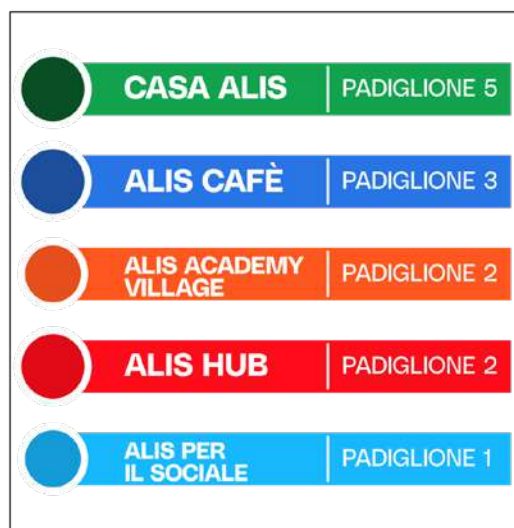 CASA ALIS PADIGLIONE 5
ALIS CAFÈ PADIGLIONE 3
ALIS ACADEMY
VILLAGE PADIGLIONE 2
ALIS HUB PADIGLIONE 2
ALIS PER
IL SOCIALE PADIGLIONE 1